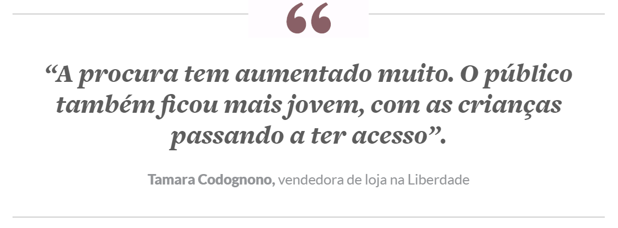 ❝
“A procura tem aumentado muito. O público
também ficou mais jovem, com as crianças
passando a ter acesso”.
Tamara Codognono, vendedora de loja na Liberdade